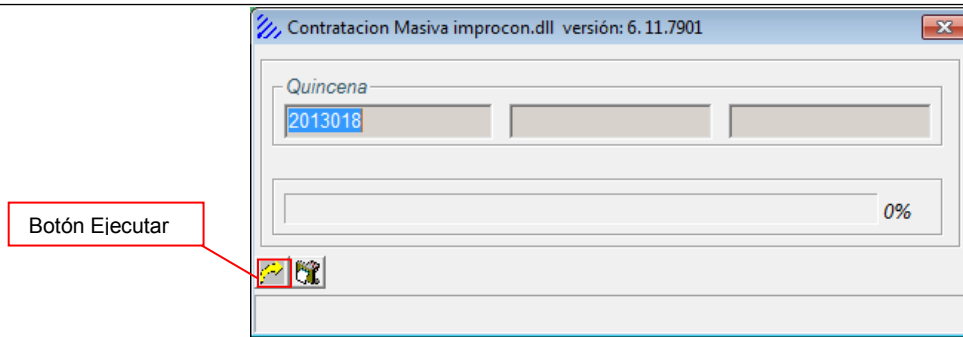 Contratacion Masiva improcon.dll versión: 6. 11.7901
Quincena
2013018
0%
Botón Ejecutar